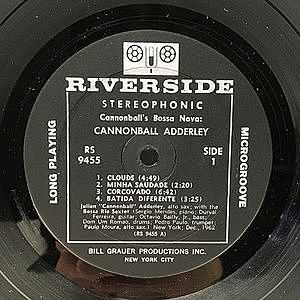 RIVERSIDE
STEREOPHONIC
Cannonball's Bossa Nova:
CANNONBALL ADDERLEY
RS
9455
SIDE
1
LONG PLAYING
MICROGROOVE
1. CLOUDS (4:49)
2. MINHA SAUDADE (2:20)
3. CORCOVADO (6:42)
4. BATIDA DIFERENTE (3:25)
Julian "Cannonball" Adderley, alto sax; with the
Bossa Rio Sextet (Sergio Mendes, piano; Durval
Ferreira, guitar; Octavio Bailly, Jr., bass;
Dom Um Romao, drums; Pedro Paulo, trumpet;
Paulo Moura, alto sax.) New York; Dec., 1962
(RS 9455 A)
BILL GRAUER PRODUCTIONS INC.
NEW YORK CITY